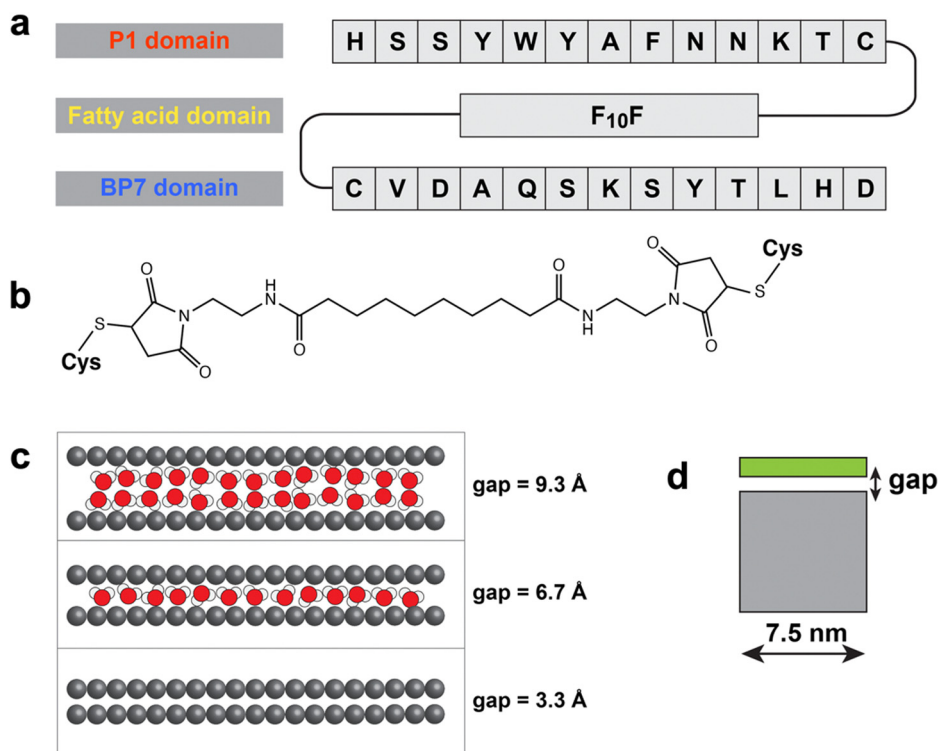 a
P1 domain
H S S Y W Y A F N N K T C
Fatty acid domain
F₁₀F
BP7 domain
C V D A Q S K S Y T L H D
b
O
O
H
N
O
N
S
Cys
O
O
N
H
O
N
O
S
Cys
c
gap = 9.3 Å
gap = 6.7 Å
gap = 3.3 Å
d
gap
7.5 nm